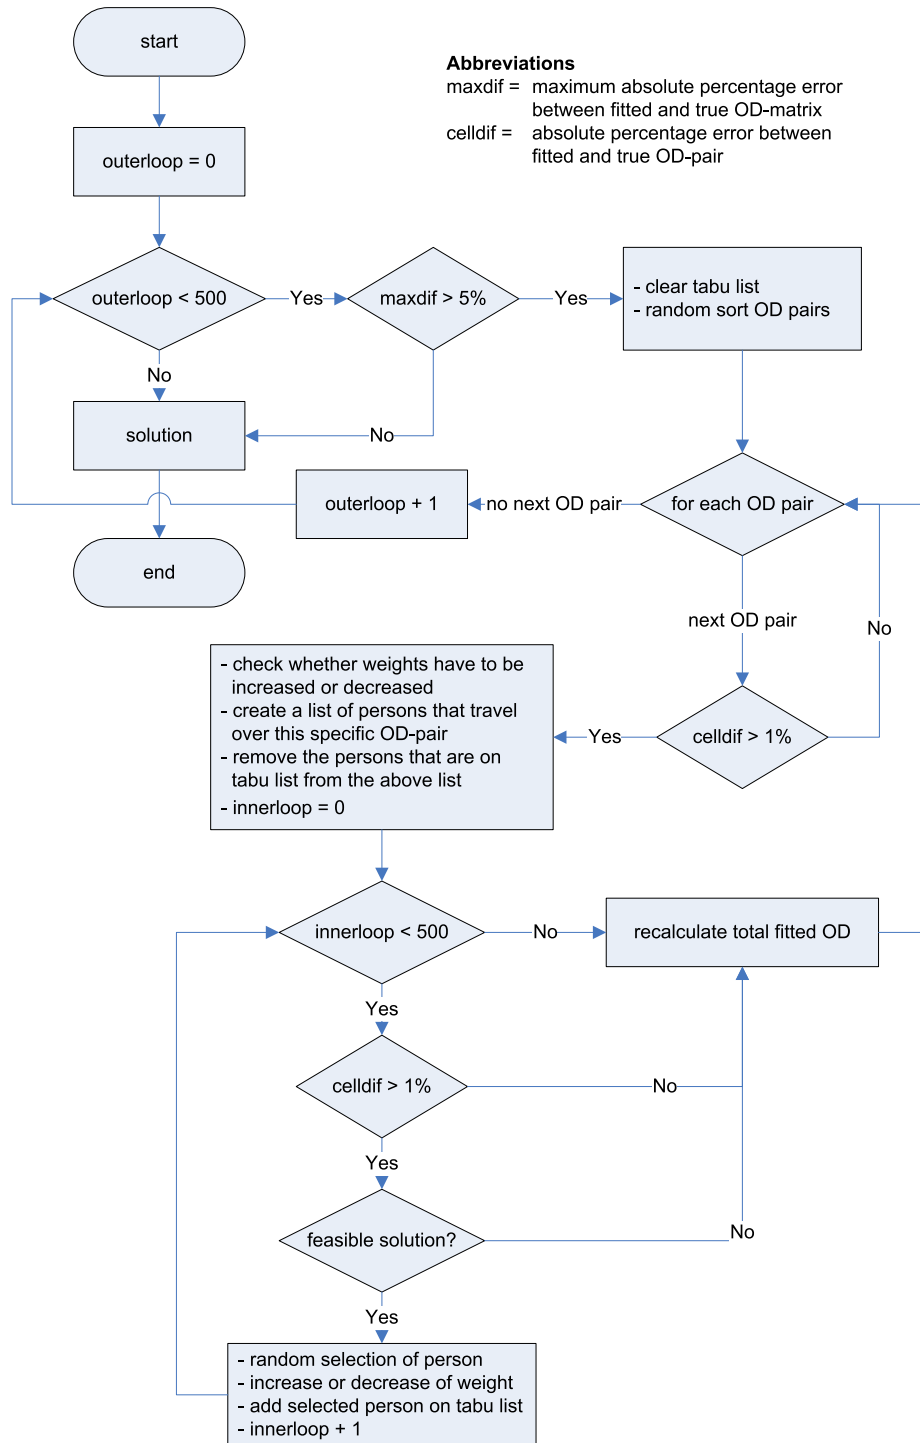 start
Abbreviations
maxdif = maximum absolute percentage error
between fitted and true OD-matrix
celldif = absolute percentage error between
fitted and true OD-pair
outerloop = 0
outerloop < 500
Yes
maxdif > 5%
Yes
- clear tabu list
- random sort OD pairs
No
solution
No
outerloop + 1
no next OD pair
for each OD pair
end
next OD pair
No
- check whether weights have to be
increased or decreased
- create a list of persons that travel
over this specific OD-pair
- remove the persons that are on
tabu list from the above list
- innerloop = 0
Yes
celldif > 1%
innerloop < 500
No
recalculate total fitted OD
Yes
celldif > 1%
No
Yes
feasible solution?
No
Yes
- random selection of person
- increase or decrease of weight
- add selected person on tabu list
- innerloop + 1